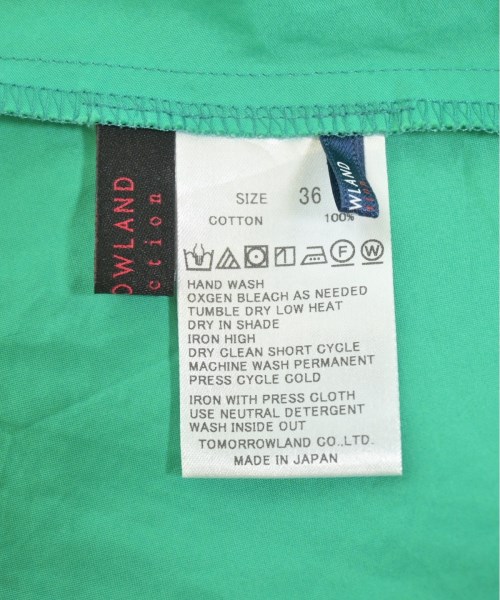 OWLAND
ction
WLAND
SIZE 36
COTTON 100%
F W
HAND WASH
OXGEN BLEACH AS NEEDED
TUMBLE DRY LOW HEAT
DRY IN SHADE
IRON HIGH
DRY CLEAN SHORT CYCLE
MACHINE WASH PERMANENT
PRESS CYCLE COLD
IRON WITH PRESS CLOTH
USE NEUTRAL DETERGENT
WASH INSIDE OUT
TOMORROWLAND CO.,LTD.
MADE IN JAPAN